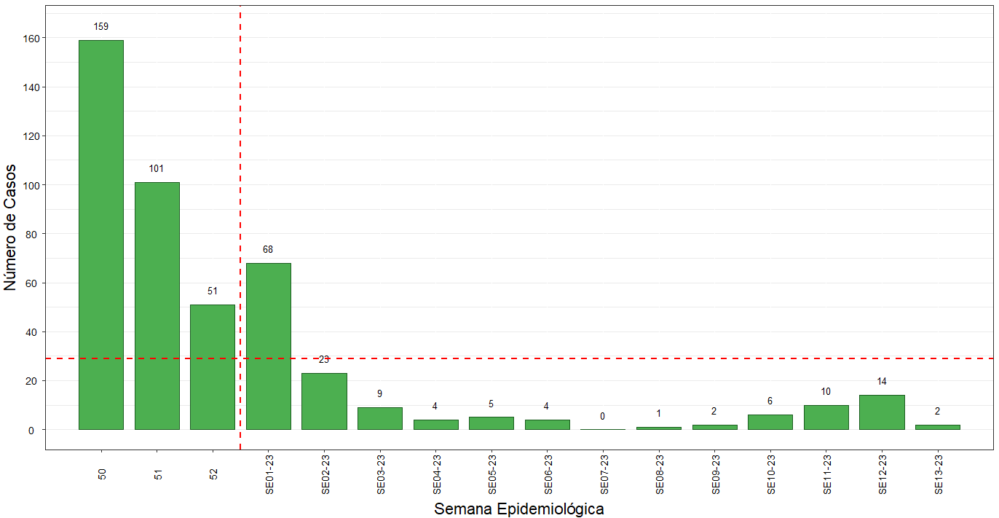 Número de Casos
160
140
120
100
80
60
40
20
0
159
101
51
68
23
9
4
5
4
0
1
2
6
10
14
2
50
51
52
SE01-23
SE02-23
SE03-23
SE04-23
SE05-23
SE06-23
SE07-23
SE08-23
SE09-23
SE10-23
SE11-23
SE12-23
SE13-23
Semana Epidemiológica